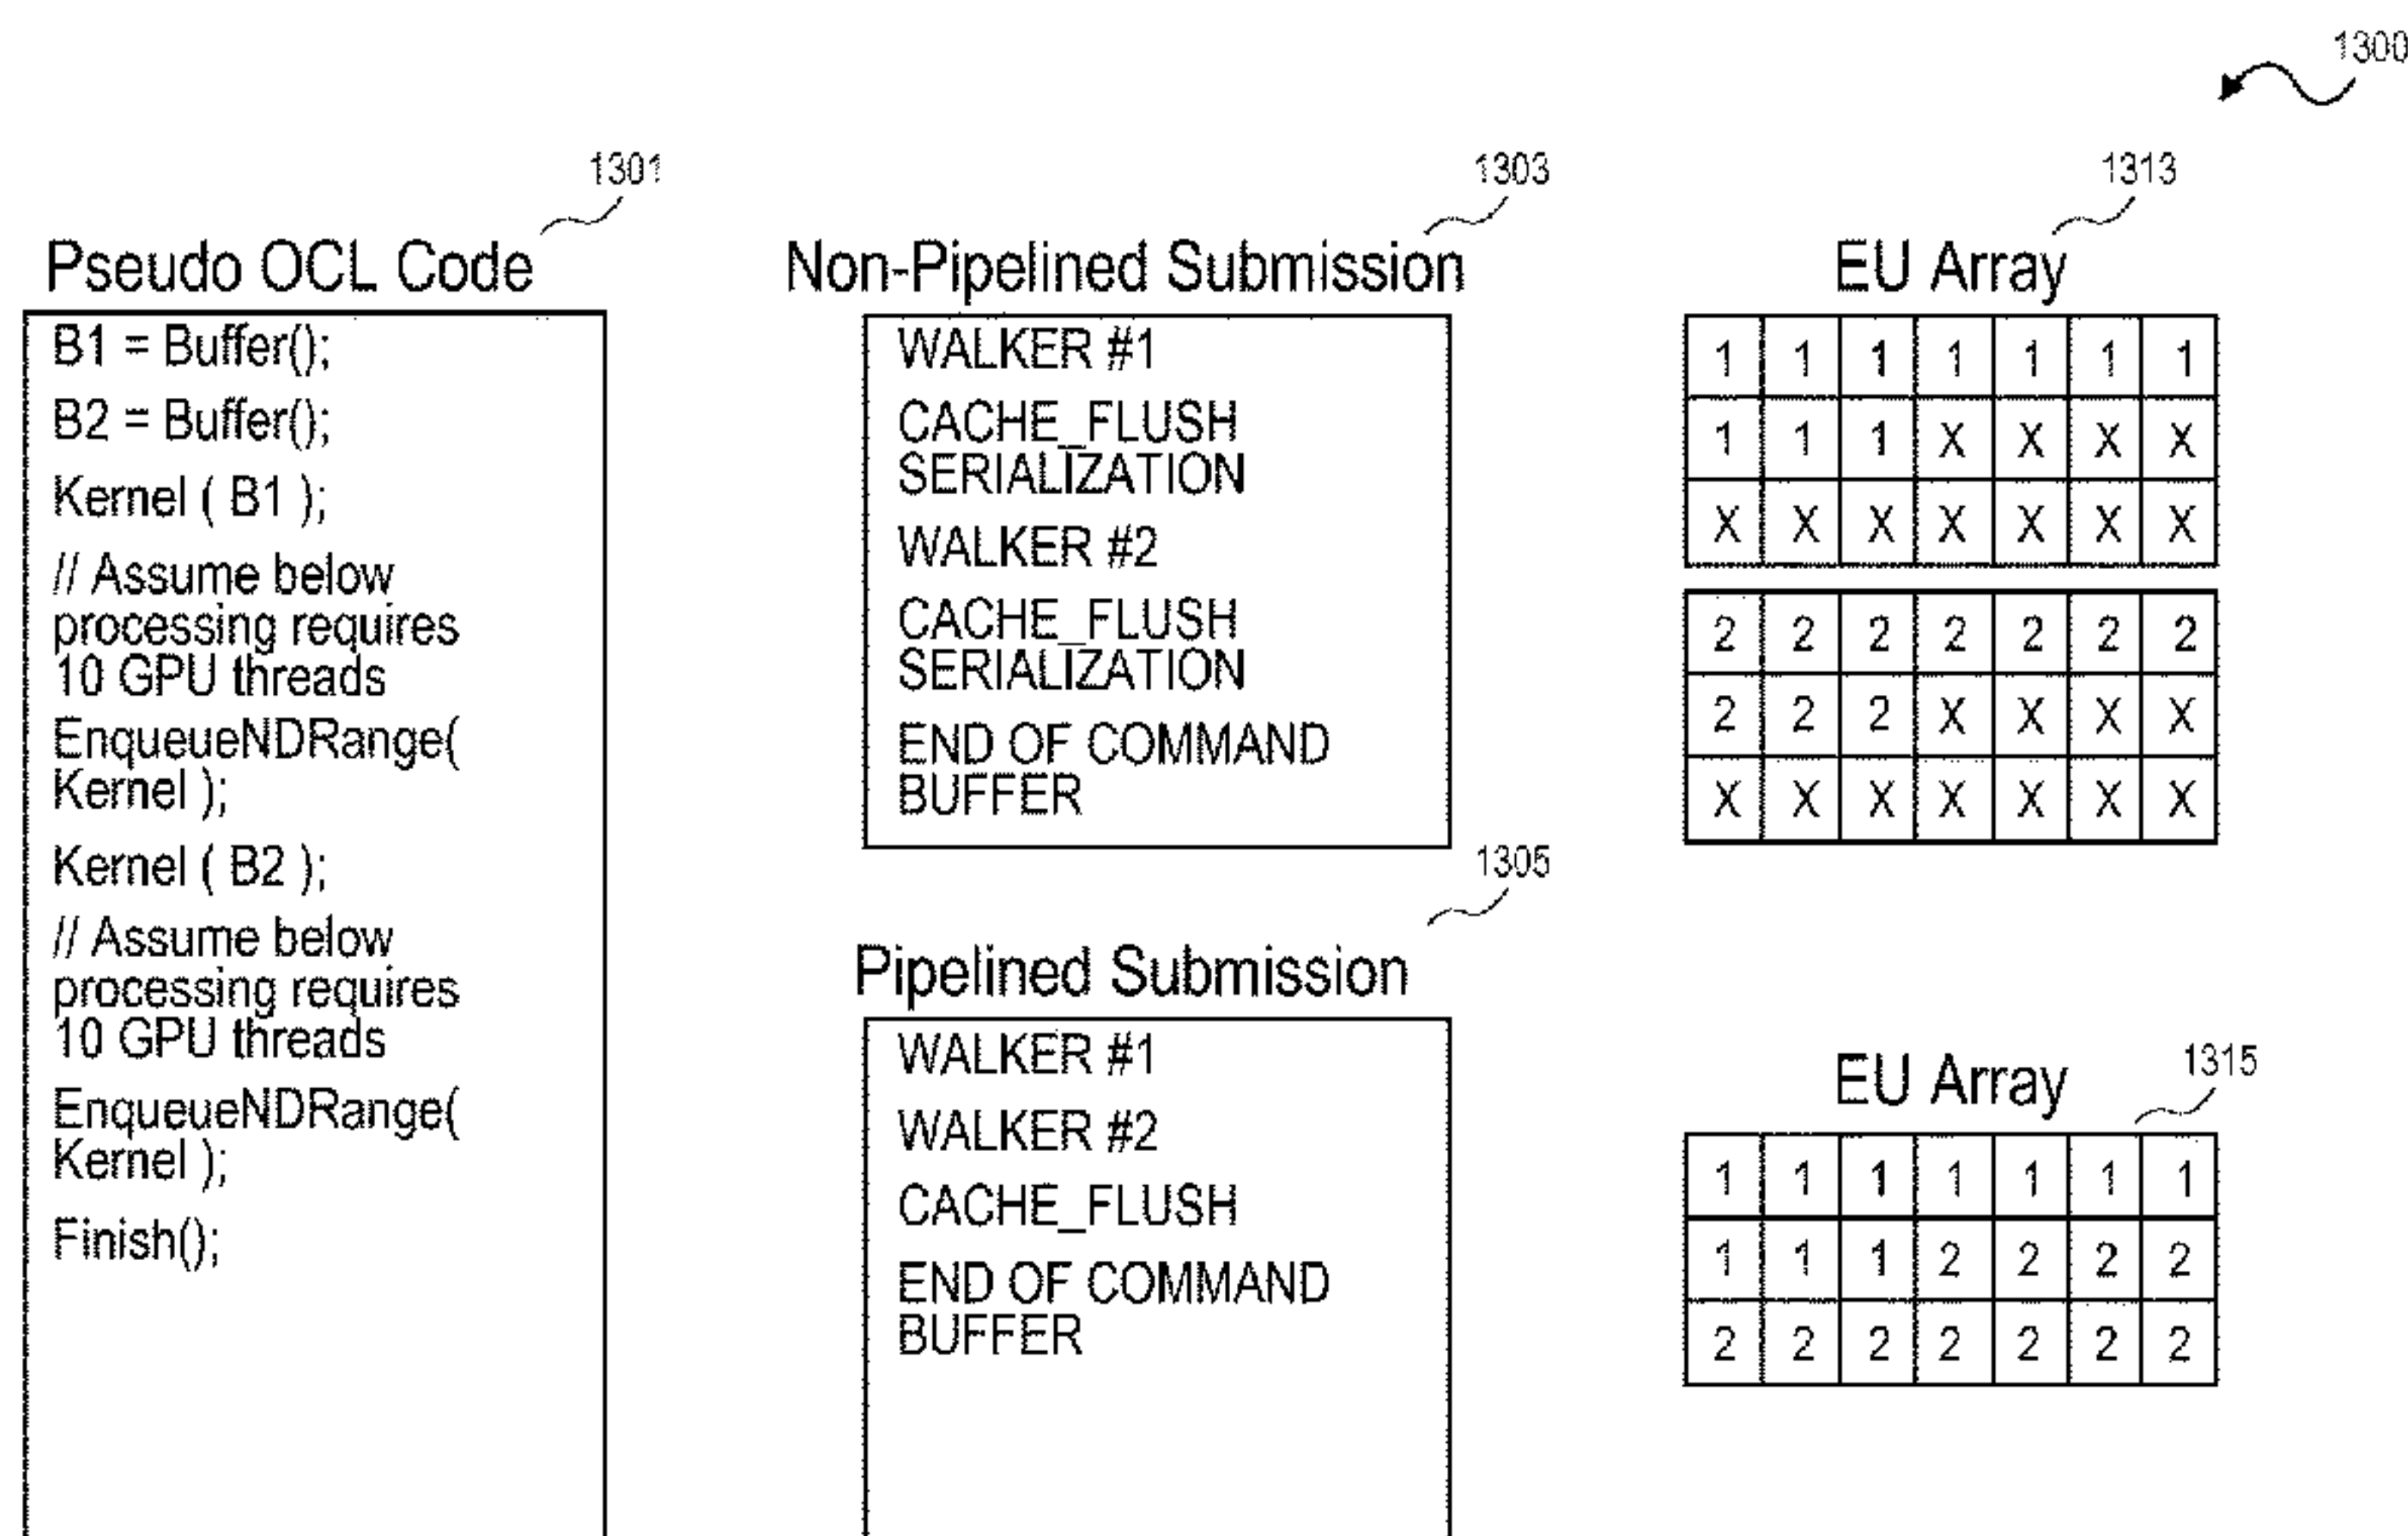 1300
1301
Pseudo OCL Code
B1 = Buffer();
B2 = Buffer();
Kernel ( B1 );
// Assume below
processing requires
10 GPU threads
EnqueueNDRange(
Kernel );
Kernel ( B2 );
// Assume below
processing requires
10 GPU threads
EnqueueNDRange(
Kernel );
Finish();
1303
Non-Pipelined Submission
WALKER #1
CACHE_FLUSH
SERIALIZATION
WALKER #2
CACHE_FLUSH
SERIALIZATION
END OF COMMAND
BUFFER
1313
EU Array
1 1 1 1 1 1 1
1 1 1 X X X X
X X X X X X X
2 2 2 2 2 2 2
2 2 2 X X X X
X X X X X X X
1305
Pipelined Submission
WALKER #1
WALKER #2
CACHE_FLUSH
END OF COMMAND
BUFFER
1315
EU Array
1 1 1 1 1 1 1
1 1 1 2 2 2 2
2 2 2 2 2 2 2